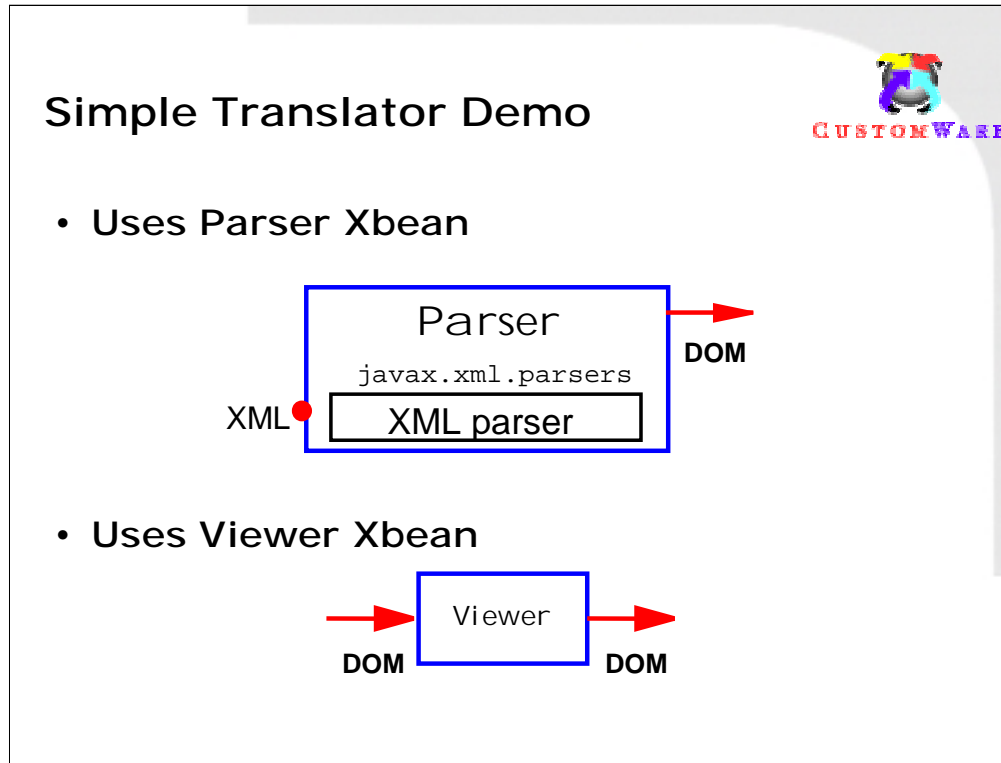 Simple Translator Demo
CUSTOMWARE
• Uses Parser Xbean
Parser
DOM
javax.xml.parsers
XML
XML parser
• Uses Viewer Xbean
Viewer
DOM
DOM